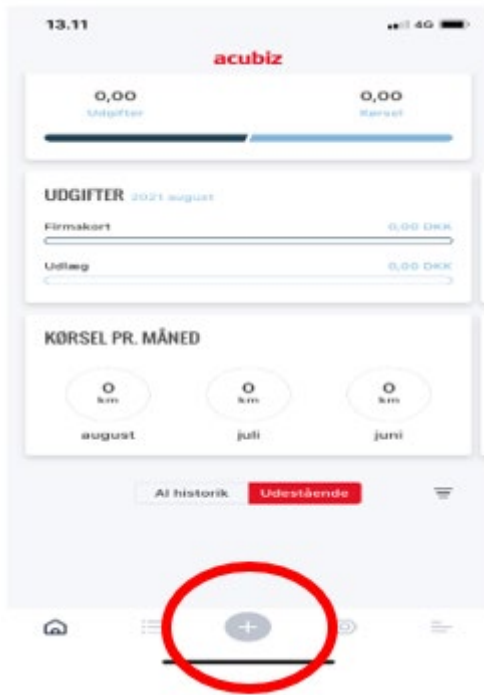 13.11 4G
acubiz
0,00 0,00
Udgifter Kørsel
UDGIFTER 2021 august
Firmakort 0,00 DKK
Udlæg 0,00 DKK
KØRSEL PR. MÅNED
0 0 0
km km km
august juli juni
Al historik Udestående